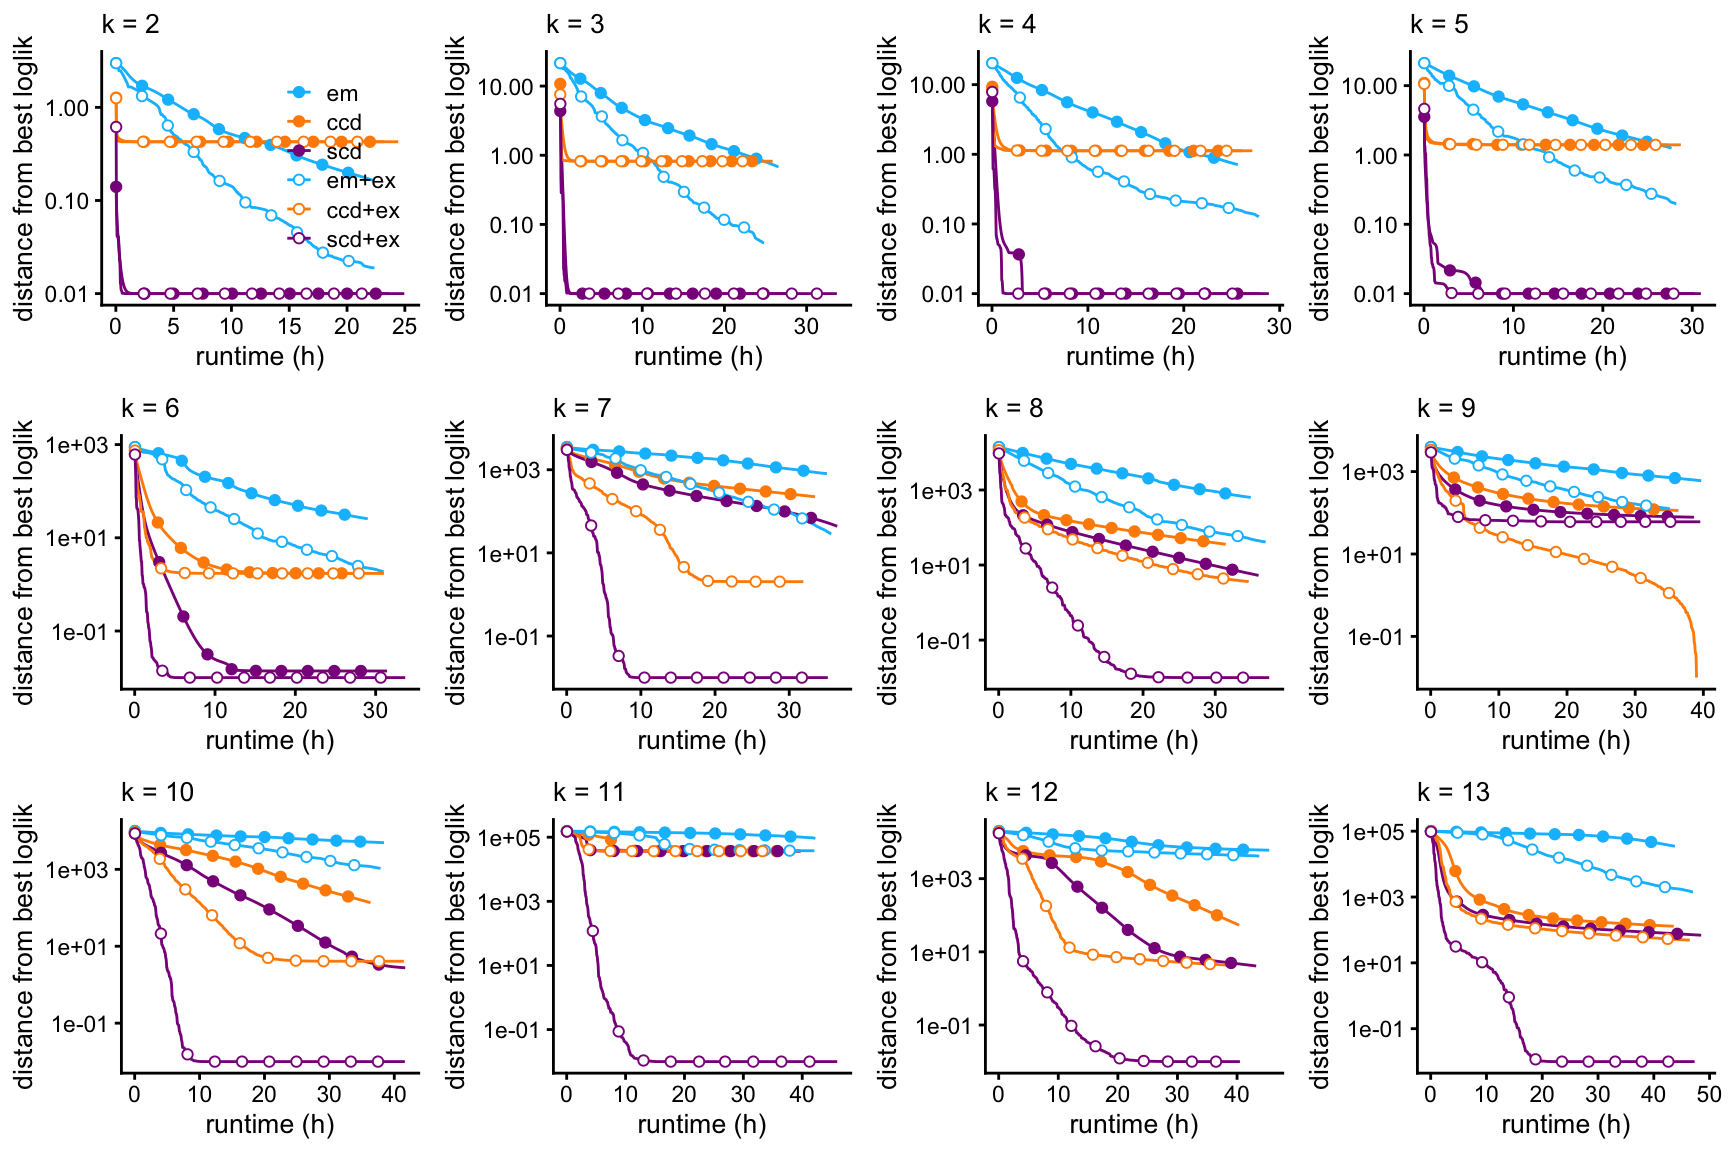 k = 2
distance from best loglik
1.00
0.10
0.01
em
ccd
scd
em+ex
ccd+ex
scd+ex
0 5 10 15 20 25
runtime (h)
k = 3
distance from best loglik
10.00
1.00
0.10
0.01
0 10 20 30
runtime (h)
k = 4
distance from best loglik
10.00
1.00
0.10
0.01
0 10 20 30
runtime (h)
k = 5
distance from best loglik
10.00
1.00
0.10
0.01
0 10 20 30
runtime (h)
k = 6
distance from best loglik
1e+03
1e+01
1e-01
0 10 20 30
runtime (h)
k = 7
distance from best loglik
1e+03
1e+01
1e-01
0 10 20 30
runtime (h)
k = 8
distance from best loglik
1e+03
1e+01
1e-01
0 10 20 30
runtime (h)
k = 9
distance from best loglik
1e+03
1e+01
1e-01
0 10 20 30 40
runtime (h)
k = 10
distance from best loglik
1e+03
1e+01
1e-01
0 10 20 30 40
runtime (h)
k = 11
distance from best loglik
1e+05
1e+03
1e+01
1e-01
0 10 20 30 40
runtime (h)
k = 12
distance from best loglik
1e+03
1e+01
1e-01
0 10 20 30 40
runtime (h)
k = 13
distance from best loglik
1e+05
1e+03
1e+01
1e-01
0 10 20 30 40 50
runtime (h)